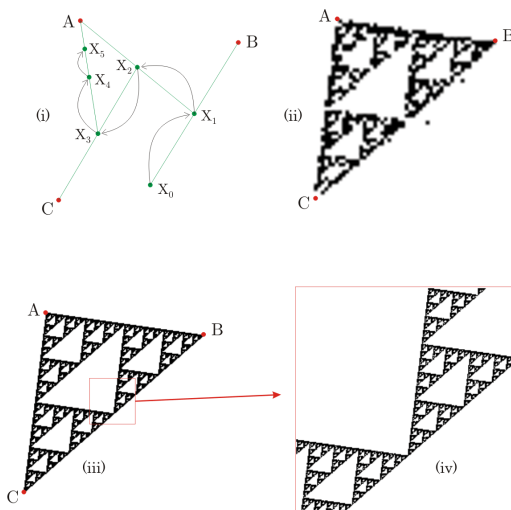 A
B
X₅
X₂
X₄
(i)
X₁
X₃
X₀
C
A
B
(ii)
C
A
B
(iii)
C
(iv)